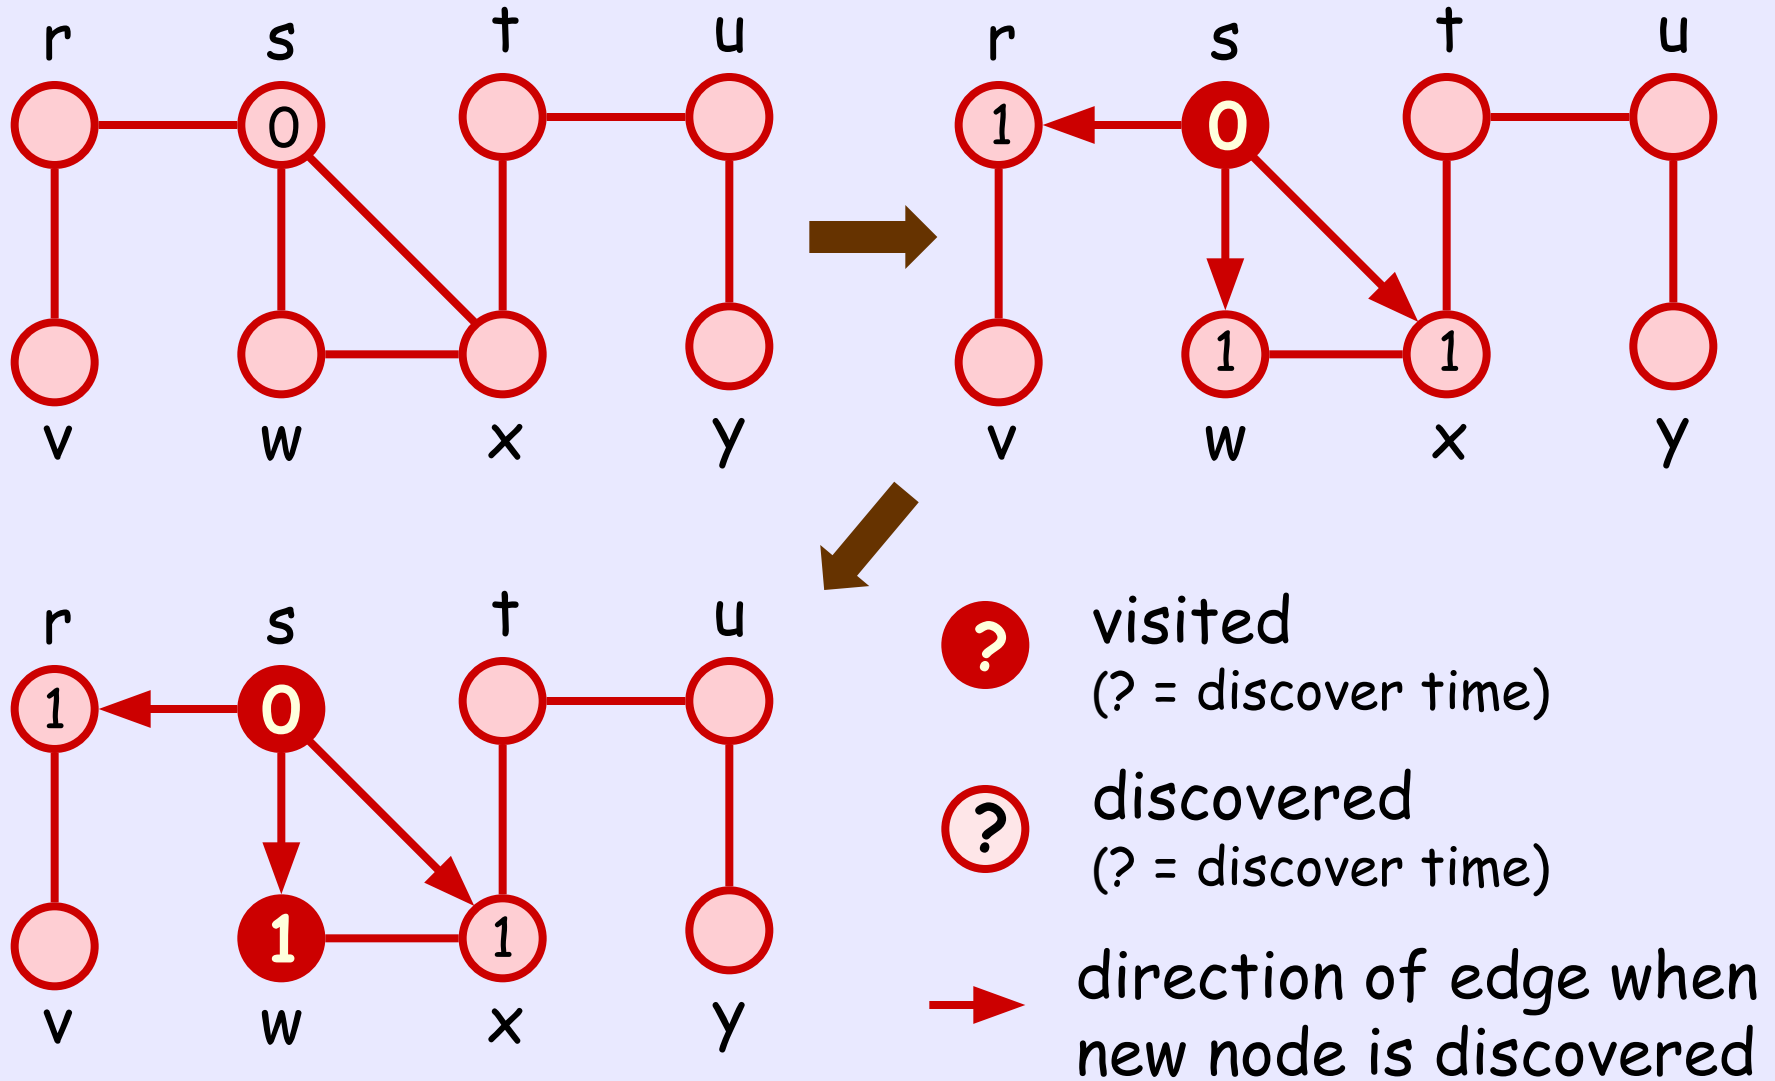 r s t u
0
v w x y
r s t u
1 0
1 1
v w x y
r s t u
1 0
1 1
v w x y
? visited
(? = discover time)
? discovered
(? = discover time)
direction of edge when
new node is discovered